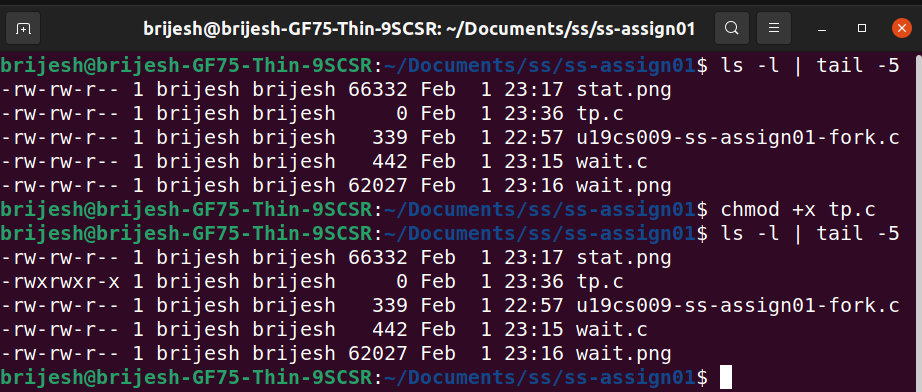 brijesh@brijesh-GF75-Thin-9SCSR: ~/Documents/ss/ss-assign01
brijesh@brijesh-GF75-Thin-9SCSR:~/Documents/ss/ss-assign01$ ls -l | tail -5
-rw-rw-r-- 1 brijesh brijesh 66332 Feb  1 23:17 stat.png
-rw-rw-r-- 1 brijesh brijesh     0 Feb  1 23:36 tp.c
-rw-rw-r-- 1 brijesh brijesh   339 Feb  1 22:57 u19cs009-ss-assign01-fork.c
-rw-rw-r-- 1 brijesh brijesh   442 Feb  1 23:15 wait.c
-rw-rw-r-- 1 brijesh brijesh 62027 Feb  1 23:16 wait.png
brijesh@brijesh-GF75-Thin-9SCSR:~/Documents/ss/ss-assign01$ chmod +x tp.c
brijesh@brijesh-GF75-Thin-9SCSR:~/Documents/ss/ss-assign01$ ls -l | tail -5
-rw-rw-r-- 1 brijesh brijesh 66332 Feb  1 23:17 stat.png
-rwxrwxr-x 1 brijesh brijesh     0 Feb  1 23:36 tp.c
-rw-rw-r-- 1 brijesh brijesh   339 Feb  1 22:57 u19cs009-ss-assign01-fork.c
-rw-rw-r-- 1 brijesh brijesh   442 Feb  1 23:15 wait.c
-rw-rw-r-- 1 brijesh brijesh 62027 Feb  1 23:16 wait.png
brijesh@brijesh-GF75-Thin-9SCSR:~/Documents/ss/ss-assign01$